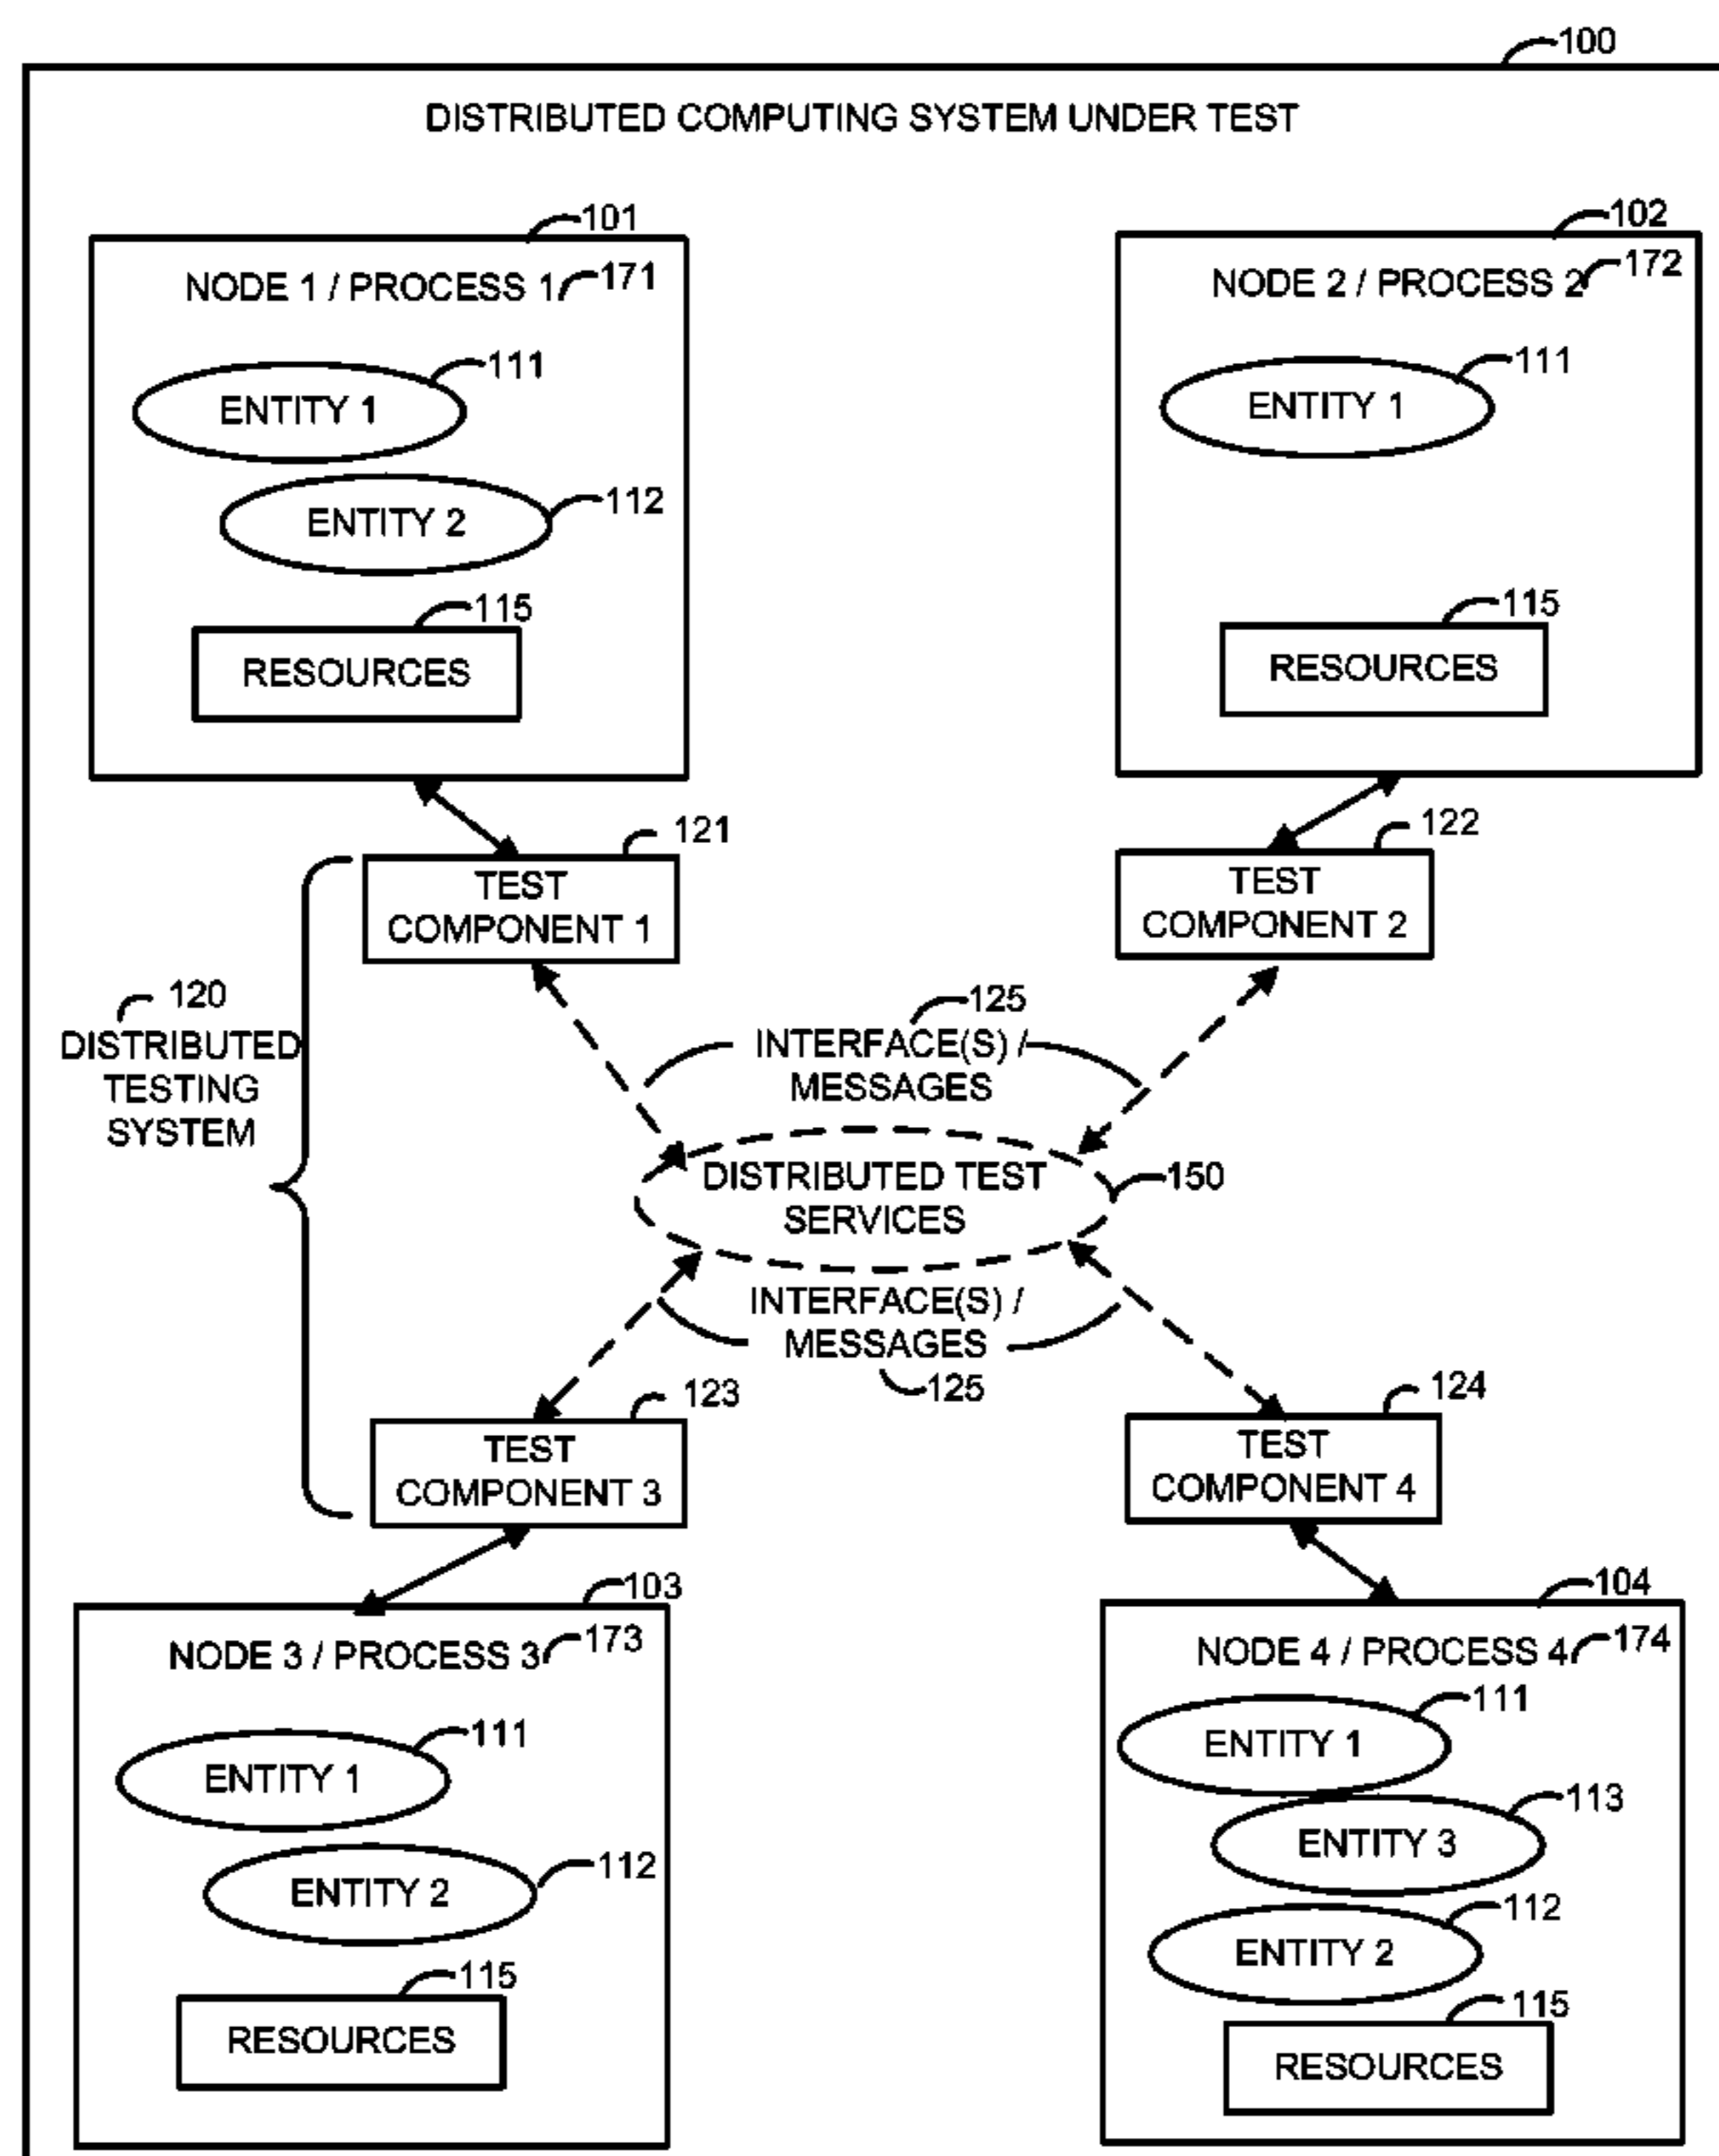 100
DISTRIBUTED COMPUTING SYSTEM UNDER TEST
101
NODE 1 / PROCESS 1 171
111
ENTITY 1
112
ENTITY 2
115
RESOURCES
102
NODE 2 / PROCESS 2 172
111
ENTITY 1
115
RESOURCES
121
TEST
COMPONENT 1
122
TEST
COMPONENT 2
120
DISTRIBUTED
TESTING
SYSTEM
125
INTERFACE(S) /
MESSAGES
DISTRIBUTED TEST
SERVICES
150
INTERFACE(S) /
MESSAGES
125
123
TEST
COMPONENT 3
124
TEST
COMPONENT 4
103
NODE 3 / PROCESS 3 173
111
ENTITY 1
112
ENTITY 2
115
RESOURCES
104
NODE 4 / PROCESS 4 174
111
ENTITY 1
113
ENTITY 3
112
ENTITY 2
115
RESOURCES